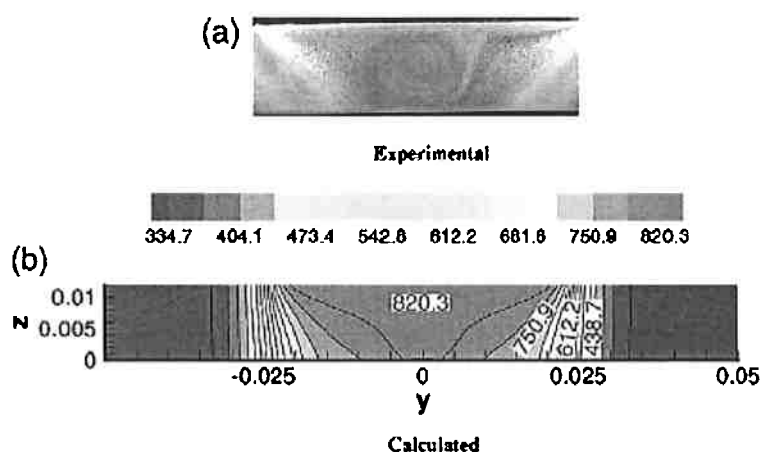 (a)
Experimental
334.7 404.1 473.4 542.8 612.2 681.6 750.9 820.3
(b)
z
0.01
0.005
0
820.3
750.9
612.2
438.7
-0.025 0 0.025 0.05
y
Calculated